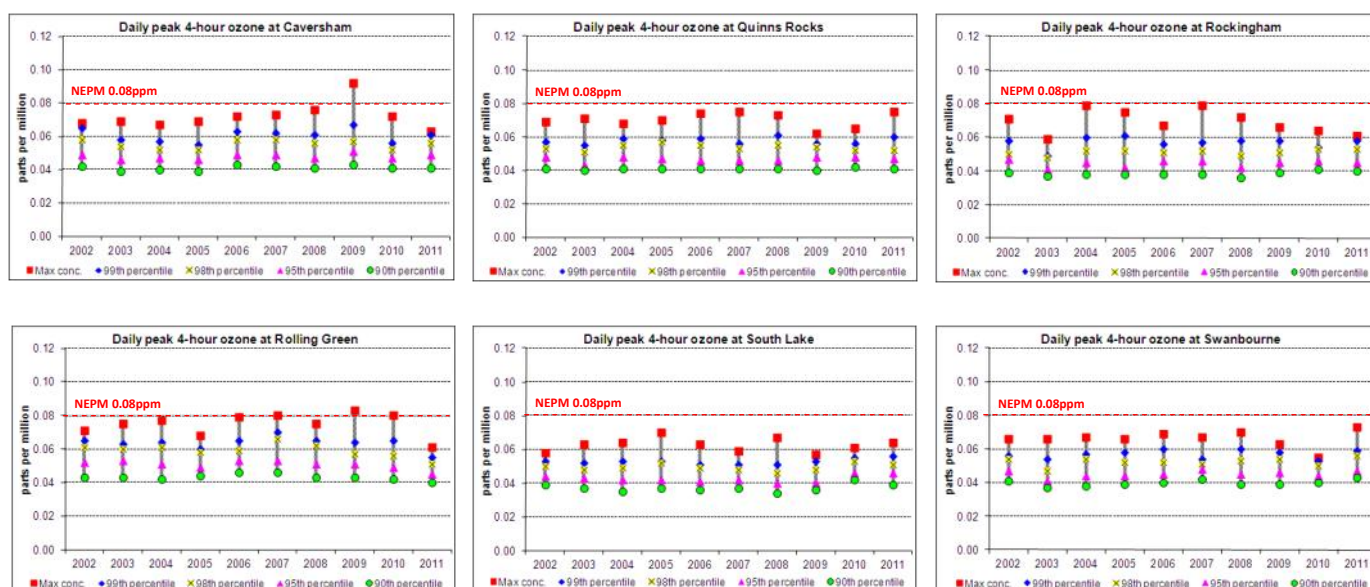 Daily peak 4-hour ozone at Caversham
0.12
0.10
NEPM 0.08ppm
0.08
0.06
0.04
0.02
0.00
parts per million
2002 2003 2004 2005 2006 2007 2008 2009 2010 2011
Max conc. 99th percentile 98th percentile 95th percentile 90th percentile
Daily peak 4-hour ozone at Quinns Rocks
0.12
0.10
NEPM 0.08ppm
0.08
0.06
0.04
0.02
0.00
parts per million
2002 2003 2004 2005 2006 2007 2008 2009 2010 2011
Max conc. 99th percentile 98th percentile 95th percentile 90th percentile
Daily peak 4-hour ozone at Rockingham
0.12
0.10
NEPM 0.08ppm
0.08
0.06
0.04
0.02
0.00
parts per million
2002 2003 2004 2005 2006 2007 2008 2009 2010 2011
Max conc. 99th percentile 98th percentile 95th percentile 90th percentile
Daily peak 4-hour ozone at Rolling Green
0.12
0.10
NEPM 0.08ppm
0.08
0.06
0.04
0.02
0.00
parts per million
2002 2003 2004 2005 2006 2007 2008 2009 2010 2011
Max conc. 99th percentile 98th percentile 95th percentile 90th percentile
Daily peak 4-hour ozone at South Lake
0.12
0.10
NEPM 0.08ppm
0.08
0.06
0.04
0.02
0.00
parts per million
2002 2003 2004 2005 2006 2007 2008 2009 2010 2011
Max conc. 99th percentile 98th percentile 95th percentile 90th percentile
Daily peak 4-hour ozone at Swanbourne
0.12
0.10
NEPM 0.08ppm
0.08
0.06
0.04
0.02
0.00
parts per million
2002 2003 2004 2005 2006 2007 2008 2009 2010 2011
Max conc. 99th percentile 98th percentile 95th percentile 90th percentile